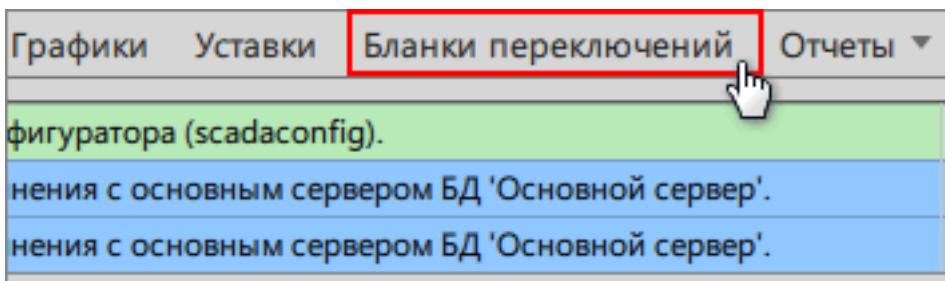 Графики Уставки Бланки переключений Отчеты
фигуратора (scadaconfig).
нения с основным сервером БД 'Основной сервер'.
нения с основным сервером БД 'Основной сервер'.